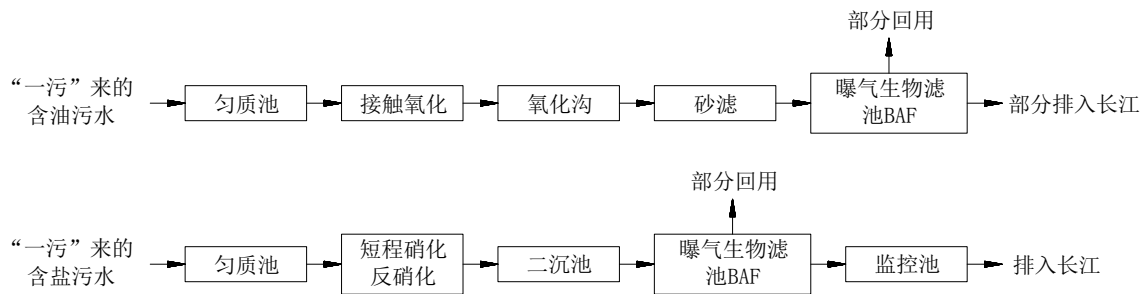 部分回用
“一污”来的
含油污水
匀质池
接触氧化
氧化沟
砂滤
曝气生物滤
池BAF
部分排入长江
部分回用
“一污”来的
含盐污水
匀质池
短程硝化
反硝化
二沉池
曝气生物滤
池BAF
监控池
排入长江